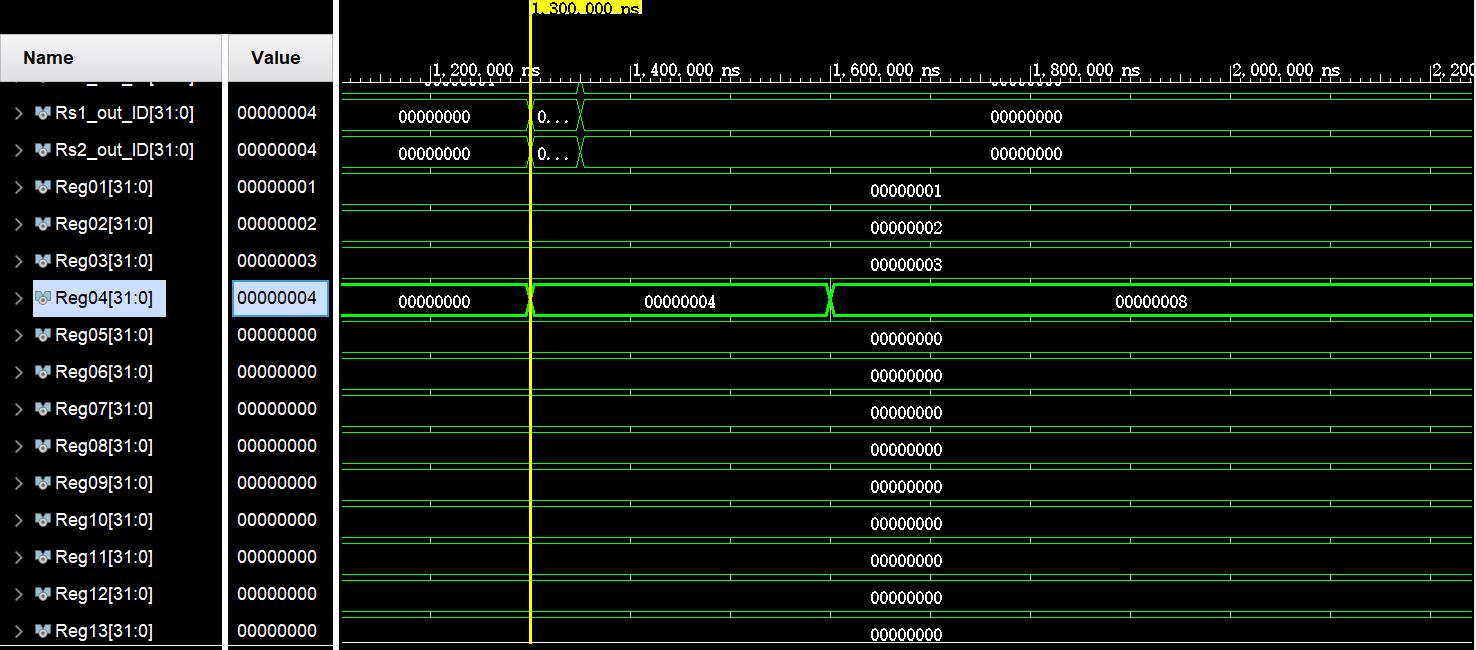 1,300.000 ns
Name Value
1,200.000 ns 1,400.000 ns 1,600.000 ns 1,800.000 ns 2,000.000 ns 2,200
Rs1_out_ID[31:0] 00000004 00000000 0... 00000000
Rs2_out_ID[31:0] 00000004 00000000 0... 00000000
Reg01[31:0] 00000001 00000001
Reg02[31:0] 00000002 00000002
Reg03[31:0] 00000003 00000003
Reg04[31:0] 00000004 00000000 00000004 00000008
Reg05[31:0] 00000000 00000000
Reg06[31:0] 00000000 00000000
Reg07[31:0] 00000000 00000000
Reg08[31:0] 00000000 00000000
Reg09[31:0] 00000000 00000000
Reg10[31:0] 00000000 00000000
Reg11[31:0] 00000000 00000000
Reg12[31:0] 00000000 00000000
Reg13[31:0] 00000000 00000000